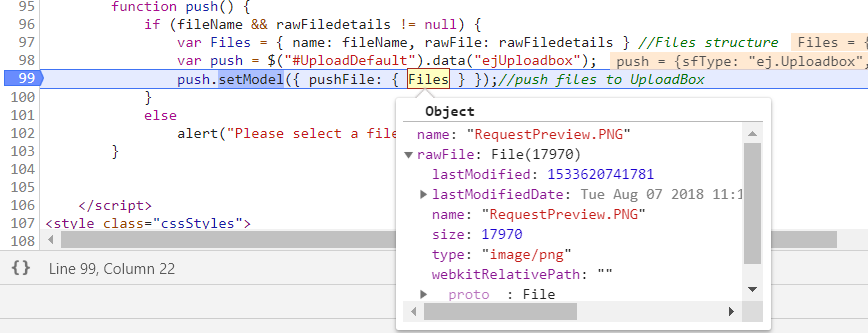 95 function push() {
96 if (fileName && rawFiledetails != null) {
97 var Files = { name: fileName, rawFile: rawFiledetails } //Files structure Files = {
98 var push = $("#UploadDefault").data("ejUploadbox"); push = {sfType: "ej.Uploadbox",
99 push.setModel({ pushFile: { Files } });//push files to UploadBox
100 }
101 else
102 alert("Please select a file
103 }
104
105
106 </script>
107 <style class="cssStyles">
108
{} Line 99, Column 22
Object
name: "RequestPreview.PNG"
rawFile: File(17970)
lastModified: 1533620741781
lastModifiedDate: Tue Aug 07 2018 11:1
name: "RequestPreview.PNG"
size: 17970
type: "image/png"
webkitRelativePath: ""
proto : File